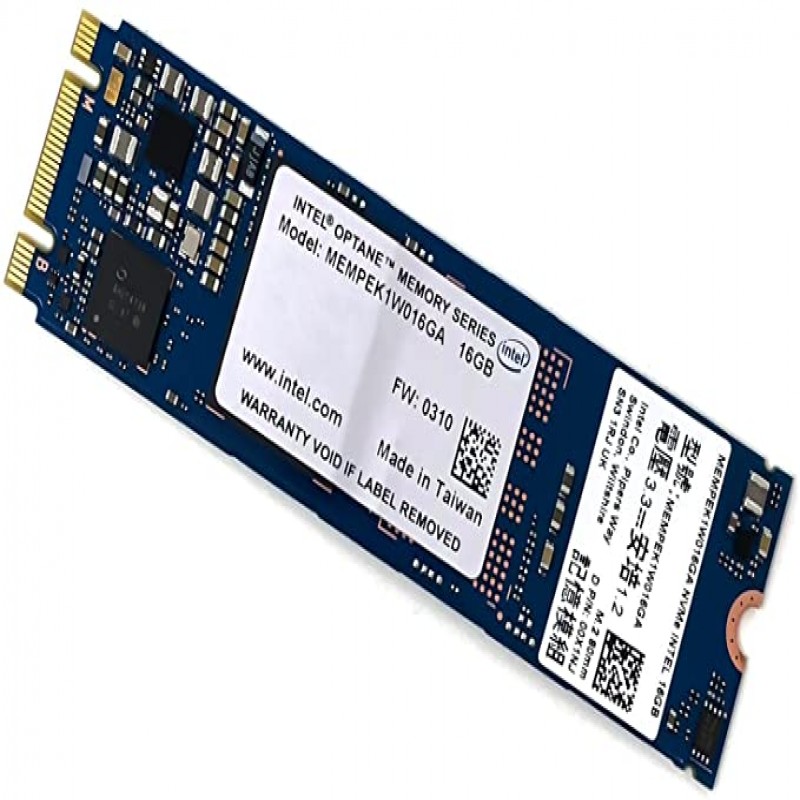 M
B
INTEL® OPTANE™ MEMORY SERIES
Model: MEMPEK1W016GA 16GB
intel
FW: 0310
www.intel.com
Made in Taiwan
WARRANTY VOID IF LABEL REMOVED
MEMPEK1W016GA NVMe INTEL 16GB
型號:MEMPEK1W016GA
電壓3.3=安培1.2
記憶模組
Intel Co., Pipers Way
Swindon, Wiltshire
SN3 1RJ UK
M.2 80mm
D P/N: 00X1NJ